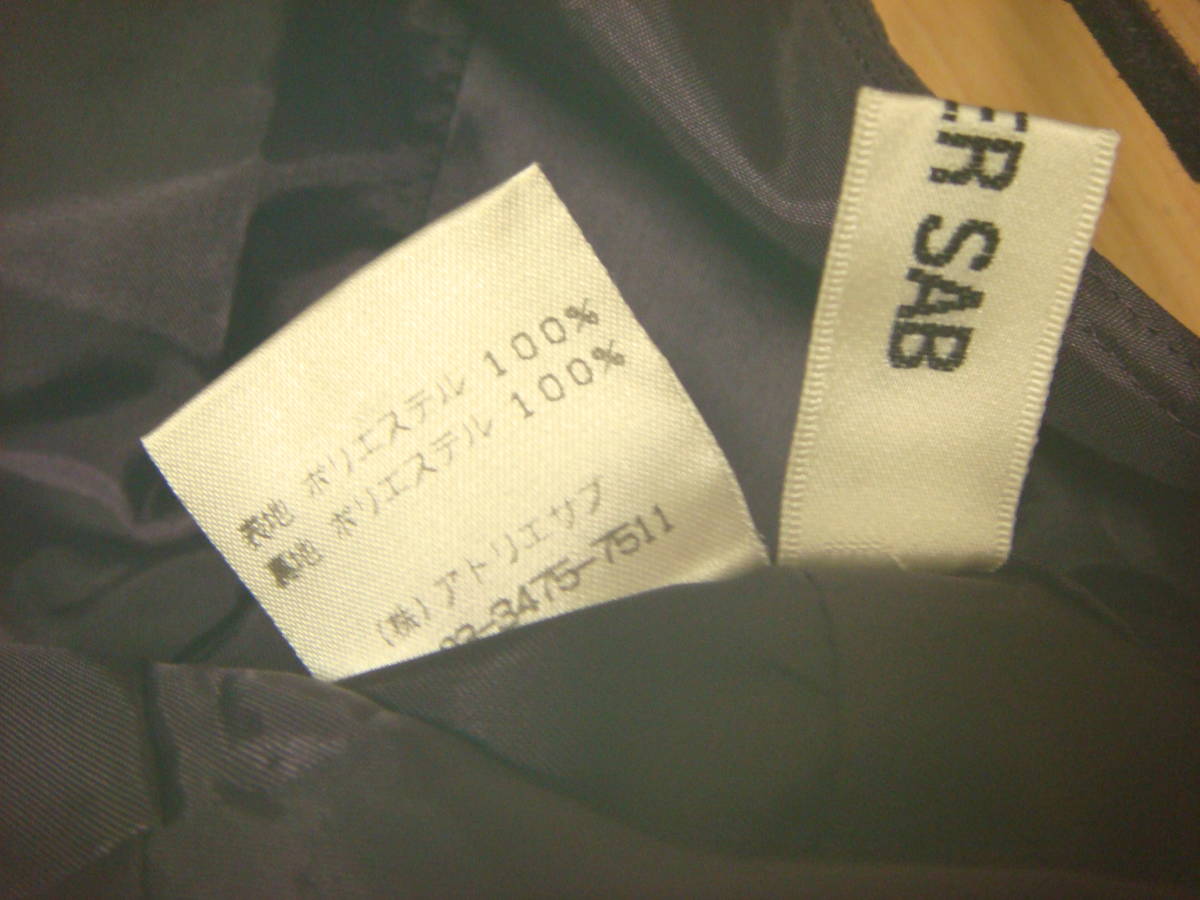 表地 ポリエステル 100%
裏地 ポリエステル 100%
(株)アトリエサブ
03-3475-7511
ER SAB